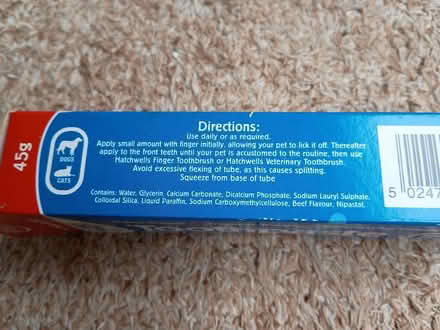 45g
DOGS
CATS
Directions:
Use daily or as required.
Apply small amount with finger initially, allowing your pet to lick it off. Thereafter
apply to the front teeth until your pet is accustomed to the routine, then use
Hatchwells Finger Toothbrush or Hatchwells Veterinary Toothbrush.
Avoid excessive flexing of tube, as this causes splitting.
Squeeze from base of tube
Contains: Water, Glycerin, Calcium Carbonate, Dicalcium Phosphate, Sodium Lauryl Sulphate,
Colloidal Silica, Liquid Paraffin, Sodium Carboxymethylcellulose, Beef Flavour, Nipastat.
5 0247